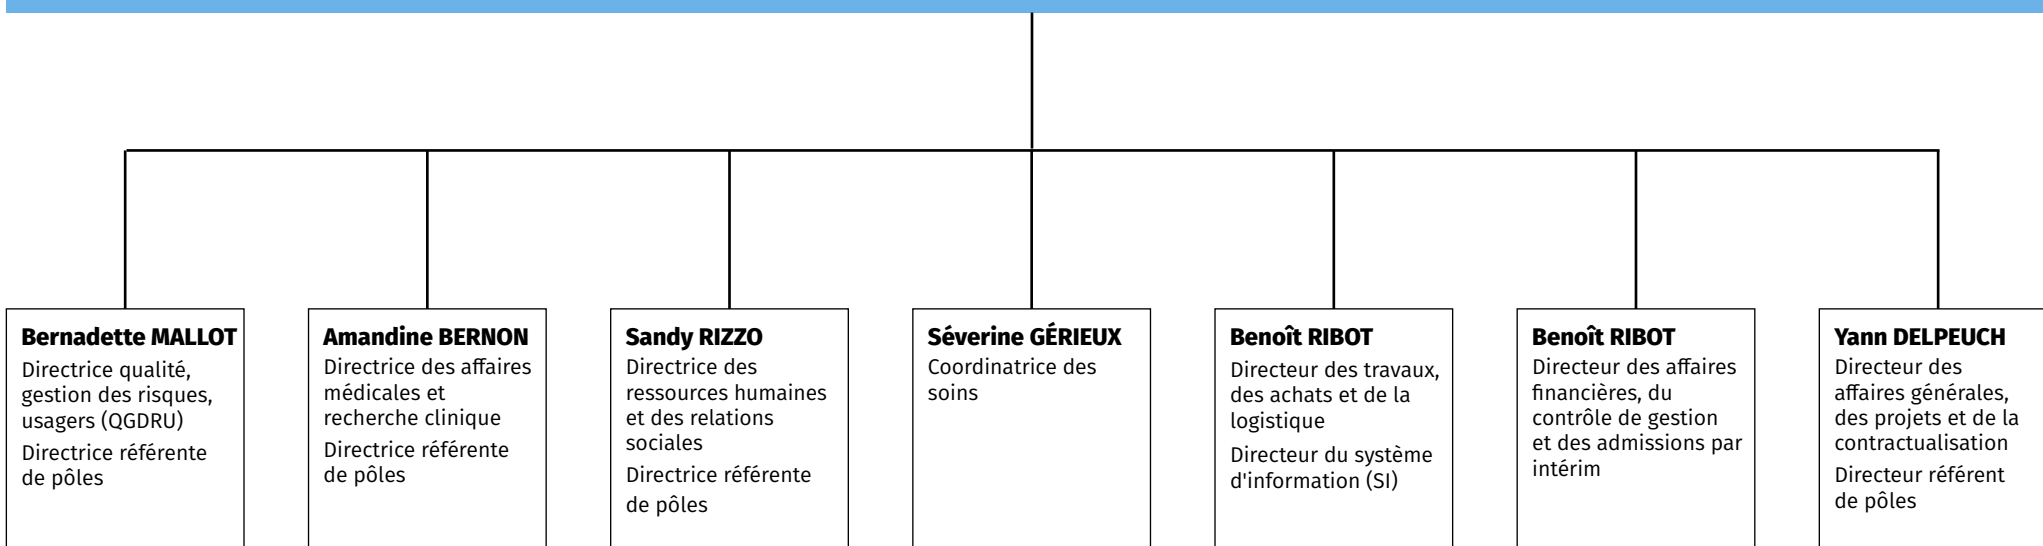 Bernadette MALLOT
Directrice qualité,
gestion des risques,
usagers (QGDRU)
Directrice référente
de pôles
Amandine BERNON
Directrice des affaires
médicales et
recherche clinique
Directrice référente
de pôles
Sandy RIZZO
Directrice des
ressources humaines
et des relations
sociales
Directrice référente
de pôles
Séverine GÉRIEUX
Coordinatrice des
soins
Benoît RIBOT
Directeur des travaux,
des achats et de la
logistique
Directeur du système
d'information (SI)
Benoît RIBOT
Directeur des affaires
financières, du
contrôle de gestion
et des admissions par
intérim
Yann DELPEUCH
Directeur des
affaires générales,
des projets et de la
contractualisation
Directeur référent
de pôles